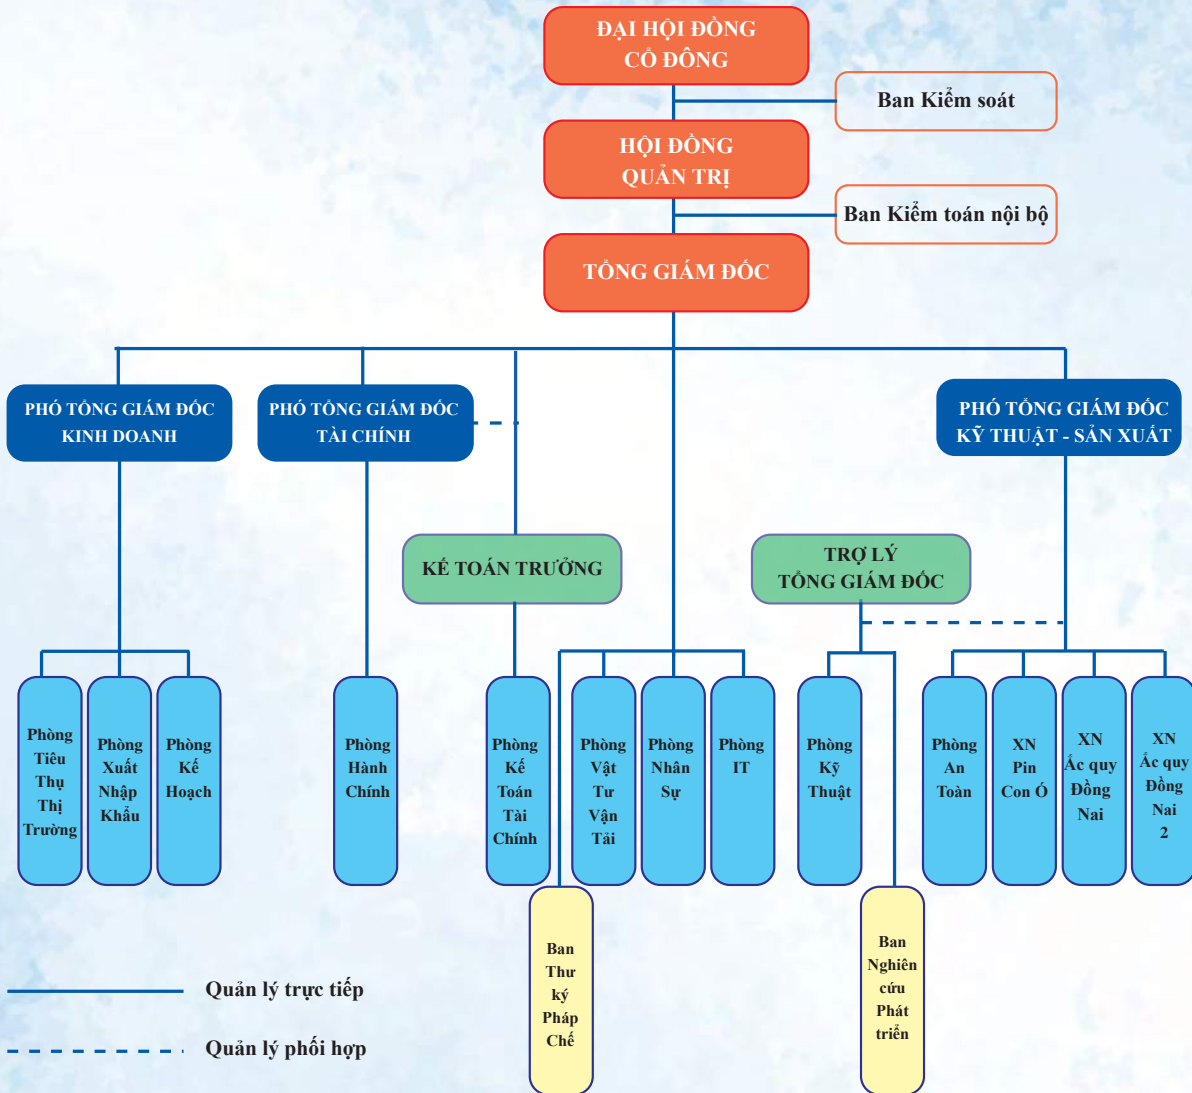 ĐẠI HỘI ĐỒNG
CỔ ĐÔNG
Ban Kiểm soát
HỘI ĐỒNG
QUẢN TRỊ
Ban Kiểm toán nội bộ
TỔNG GIÁM ĐỐC
PHÓ TỔNG GIÁM ĐỐC
KINH DOANH
PHÓ TỔNG GIÁM ĐỐC
TÀI CHÍNH
PHÓ TỔNG GIÁM ĐỐC
KỸ THUẬT - SẢN XUẤT
KẾ TOÁN TRƯỞNG
TRỢ LÝ
TỔNG GIÁM ĐỐC
Phòng
Tiêu
Thụ
Thị
Trường
Phòng
Xuất
Nhập
Khẩu
Phòng
Kế
Hoạch
Phòng
Hành
Chính
Phòng
Kế
Toán
Tài
Chính
Phòng
Vật
Tư
Vận
Tải
Phòng
Nhân
Sự
Phòng
IT
Phòng
Kỹ
Thuật
Phòng
An
Toàn
XN
Pin
Con Ó
XN
Ắc quy
Đồng
Nai
XN
Ắc quy
Đồng
Nai
2
Ban
Thư
ký
Pháp
Chế
Ban
Nghiên
cứu
Phát
triển
Quản lý trực tiếp
Quản lý phối hợp